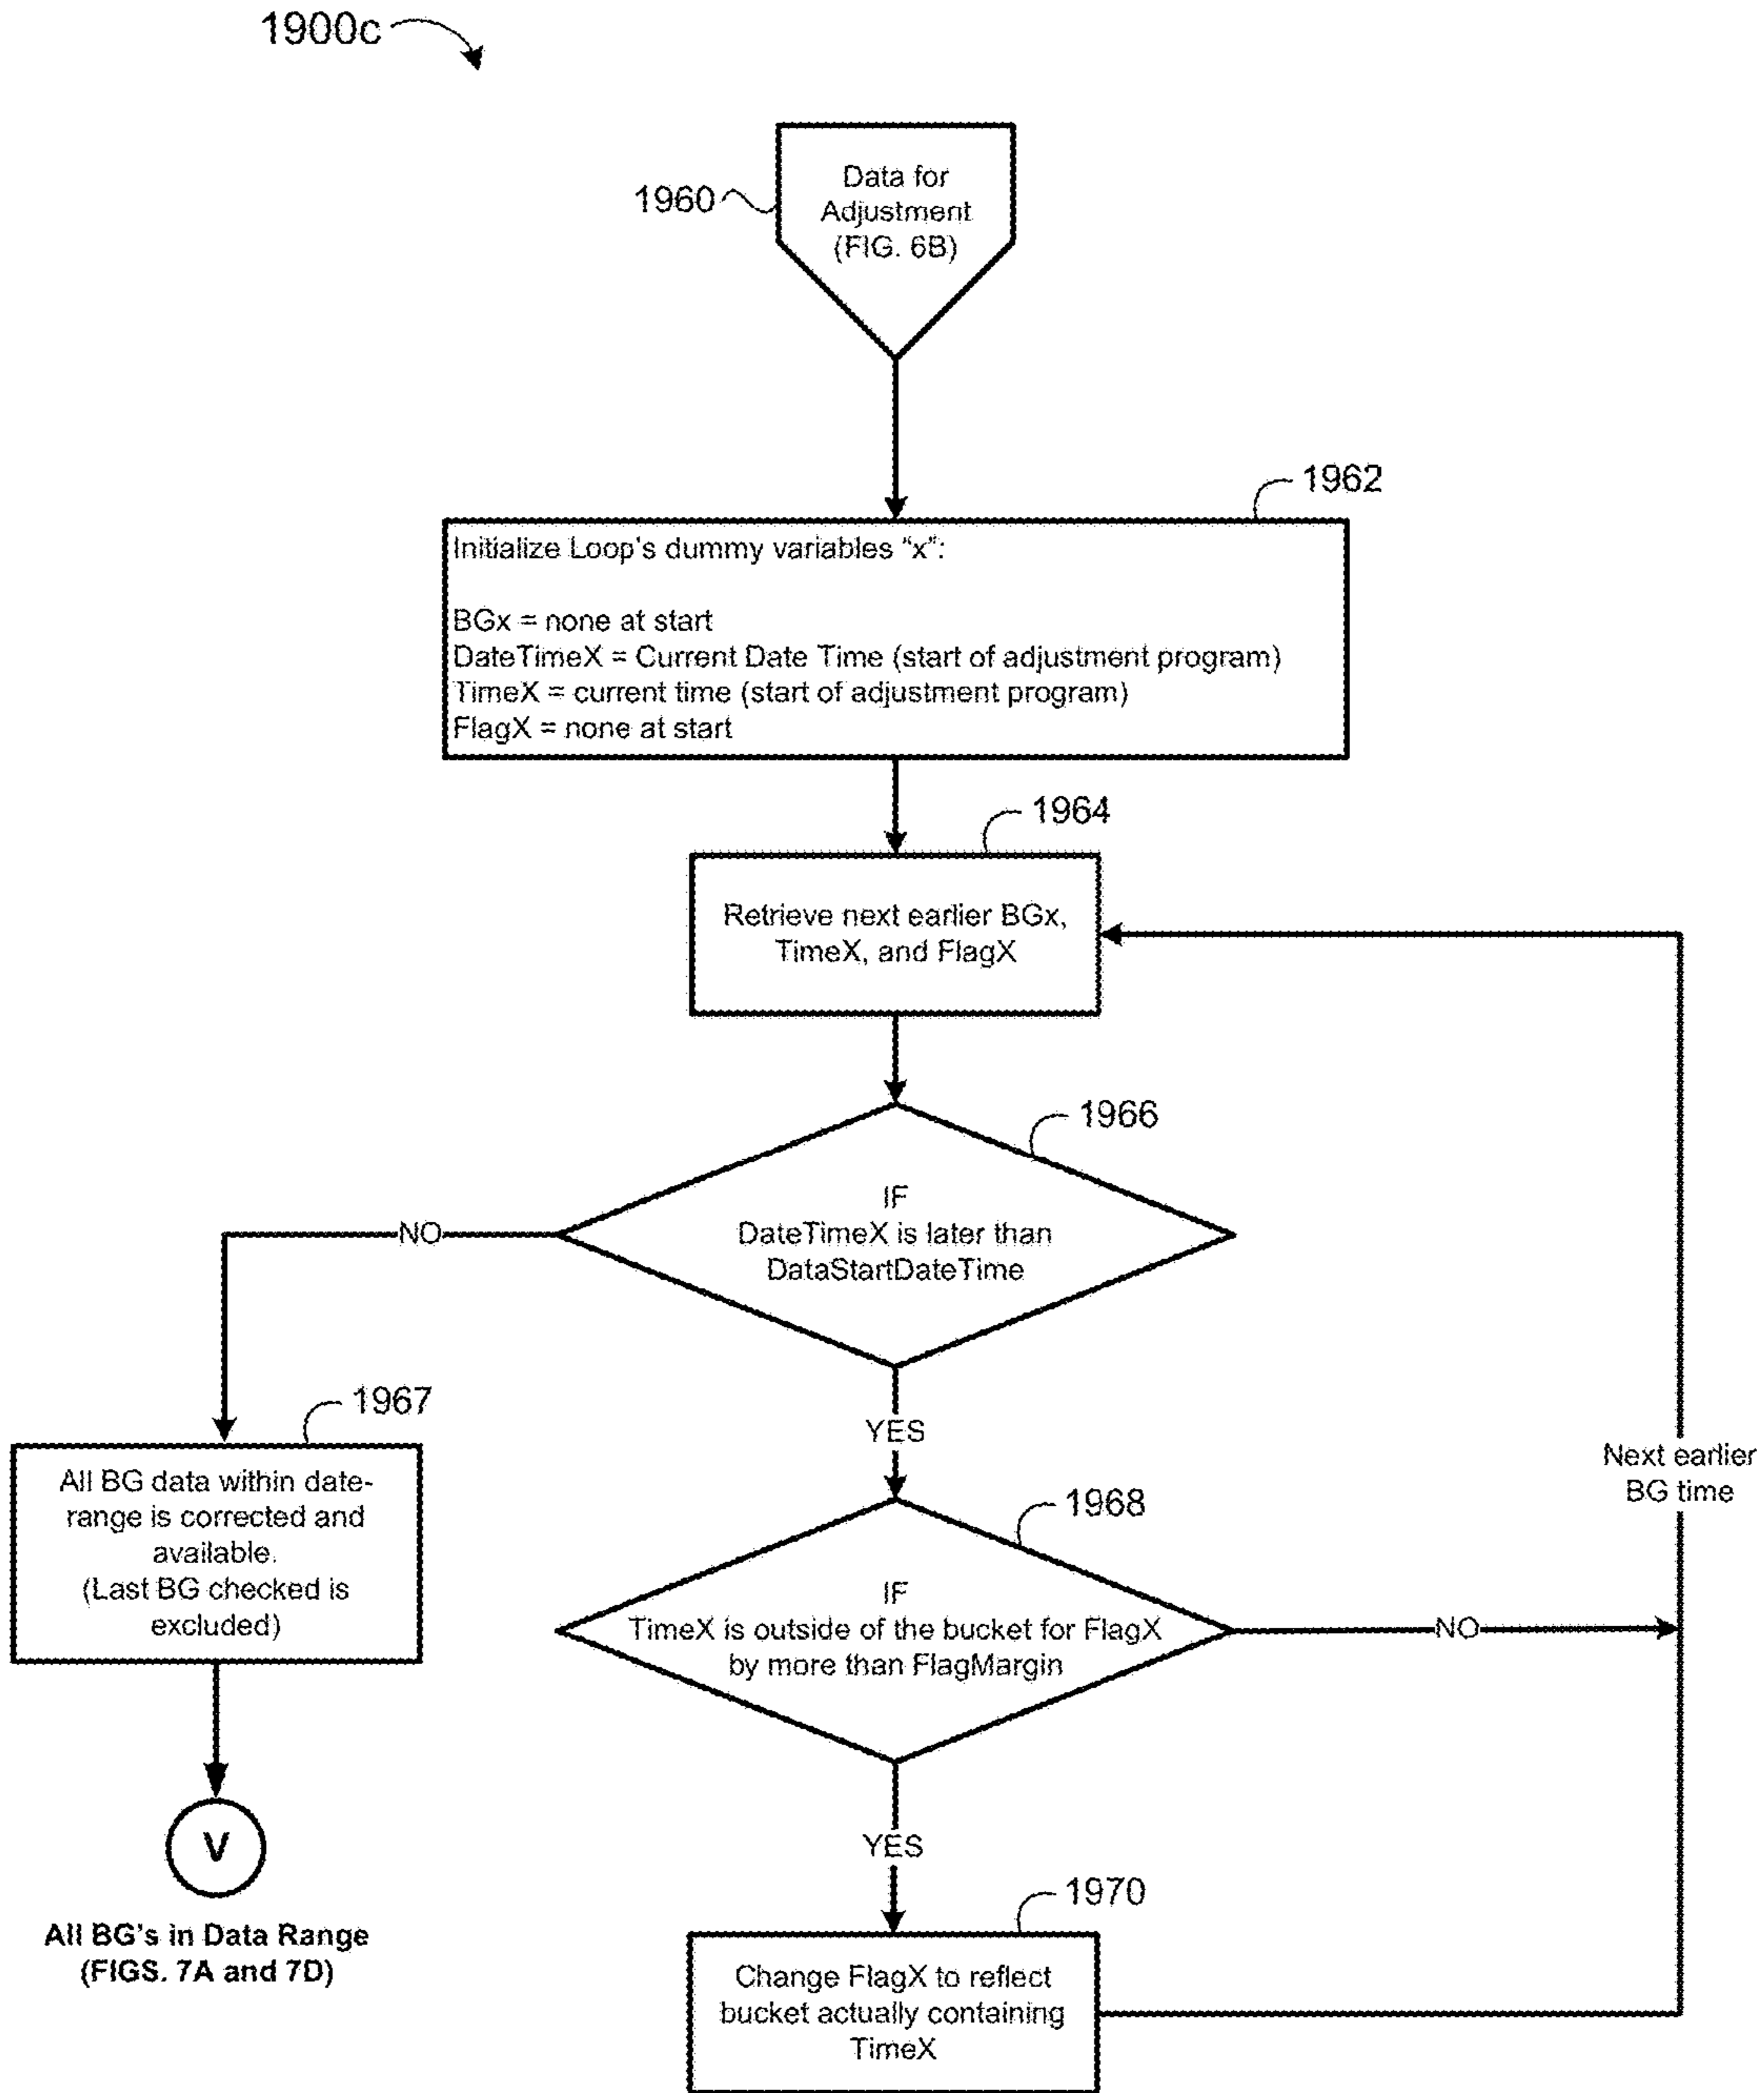 1900c
1960
Data for
Adjustment
(FIG. 6B)
1962
Initialize Loop's dummy variables “x”:
BGx = none at start
DateTimeX = Current Date Time (start of adjustment program)
TimeX = current time (start of adjustment program)
FlagX = none at start
1964
Retrieve next earlier BGx,
TimeX, and FlagX
1966
IF
DateTimeX is later than
DataStartDateTime
NO
YES
1967
All BG data within date-
range is corrected and
available.
(Last BG checked is
excluded)
Next earlier
BG time
1968
IF
TimeX is outside of the bucket for FlagX
by more than FlagMargin
NO
YES
V
All BG's in Data Range
(FIGS. 7A and 7D)
1970
Change FlagX to reflect
bucket actually containing
TimeX